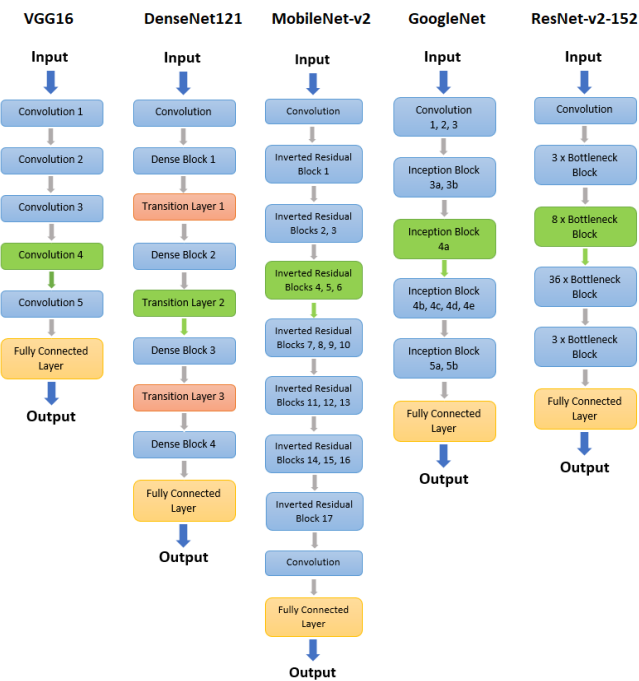 VGG16
Input
Convolution 1
Convolution 2
Convolution 3
Convolution 4
Convolution 5
Fully Connected
Layer
Output
DenseNet121
Input
Convolution
Dense Block 1
Transition Layer 1
Dense Block 2
Transition Layer 2
Dense Block 3
Transition Layer 3
Dense Block 4
Fully Connected
Layer
Output
MobileNet-v2
Input
Convolution
Inverted Residual
Block 1
Inverted Residual
Blocks 2, 3
Inverted Residual
Blocks 4, 5, 6
Inverted Residual
Blocks 7, 8, 9, 10
Inverted Residual
Blocks 11, 12, 13
Inverted Residual
Blocks 14, 15, 16
Inverted Residual
Block 17
Convolution
Fully Connected
Layer
Output
GoogleNet
Input
Convolution
1, 2, 3
Inception Block
3a, 3b
Inception Block
4a
Inception Block
4b, 4c, 4d, 4e
Inception Block
5a, 5b
Fully Connected
Layer
Output
ResNet-v2-152
Input
Convolution
3 x Bottleneck
Block
8 x Bottleneck
Block
36 x Bottleneck
Block
3 x Bottleneck
Block
Fully Connected
Layer
Output